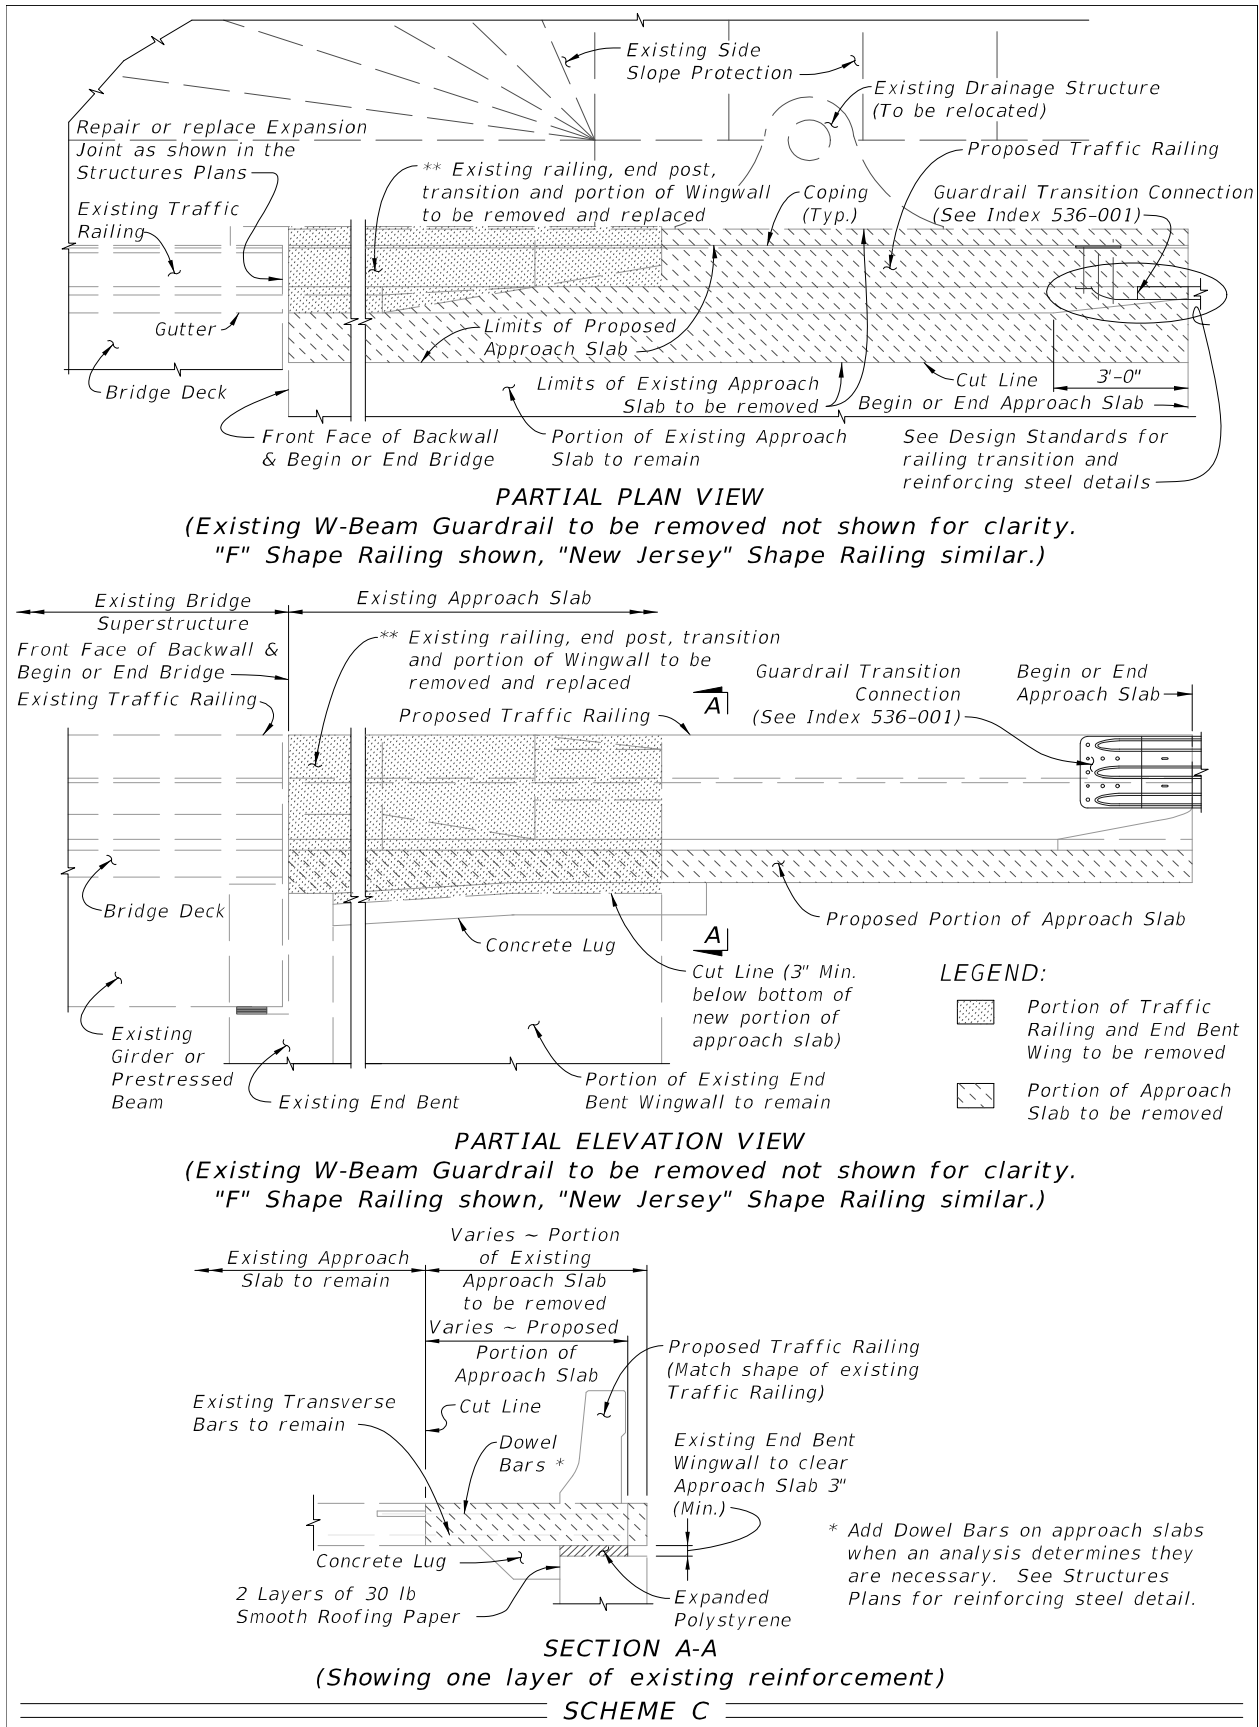 Existing Side
Slope Protection
Existing Drainage Structure
(To be relocated)
Repair or replace Expansion
Joint as shown in the
Structures Plans
** Existing railing, end post,
transition and portion of Wingwall
to be removed and replaced
Proposed Traffic Railing
Coping
(Typ.)
Guardrail Transition Connection
(See Index 536-001)
Existing Traffic
Railing
Gutter
Limits of Proposed
Approach Slab
Bridge Deck
Limits of Existing Approach
Slab to be removed
Cut Line
3'-0"
Begin or End Approach Slab
Front Face of Backwall
& Begin or End Bridge
Portion of Existing Approach
Slab to remain
See Design Standards for
railing transition and
reinforcing steel details
PARTIAL PLAN VIEW
(Existing W-Beam Guardrail to be removed not shown for clarity.
"F" Shape Railing shown, "New Jersey" Shape Railing similar.)
Existing Bridge
Superstructure
Existing Approach Slab
Front Face of Backwall &
Begin or End Bridge
Existing Traffic Railing
** Existing railing, end post, transition
and portion of Wingwall to be
removed and replaced
Proposed Traffic Railing
A
Guardrail Transition
Connection
(See Index 536-001)
Begin or End
Approach Slab
Bridge Deck
Concrete Lug
A
Proposed Portion of Approach Slab
Cut Line (3" Min.
below bottom of
new portion of
approach slab)
Existing
Girder or
Prestressed
Beam
Existing End Bent
Portion of Existing End
Bent Wingwall to remain
LEGEND:
Portion of Traffic
Railing and End Bent
Wing to be removed
Portion of Approach
Slab to be removed
PARTIAL ELEVATION VIEW
(Existing W-Beam Guardrail to be removed not shown for clarity.
"F" Shape Railing shown, "New Jersey" Shape Railing similar.)
Existing Approach
Slab to remain
Varies ~ Portion
of Existing
Approach Slab
to be removed
Varies ~ Proposed
Portion of
Approach Slab
Proposed Traffic Railing
(Match shape of existing
Traffic Railing)
Existing Transverse
Bars to remain
Cut Line
Dowel
Bars *
Existing End Bent
Wingwall to clear
Approach Slab 3"
(Min.)
Concrete Lug
2 Layers of 30 lb
Smooth Roofing Paper
Expanded
Polystyrene
* Add Dowel Bars on approach slabs
when an analysis determines they
are necessary. See Structures
Plans for reinforcing steel detail.
SECTION A-A
(Showing one layer of existing reinforcement)
SCHEME C